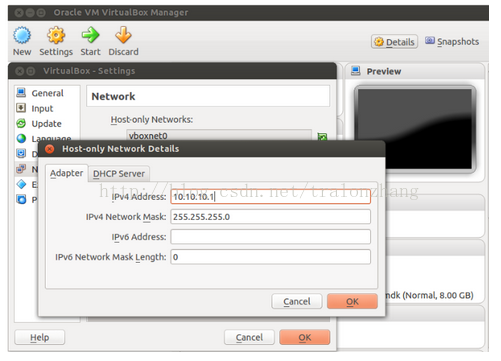 Oracle VM VirtualBox Manager
New Settings Start Discard
Details Snapshots
VirtualBox - Settings
Preview
General
Input
Update
Language
Network
Host-only Networks:
vboxnet0
Host-only Network Details
Adapter DHCP Server
http://blog.csdn.net/tralonzhang
IPv4 Address: 10.10.10.1
IPv4 Network Mask: 255.255.255.0
IPv6 Address:
IPv6 Network Mask Length: 0
Cancel OK
ndk (Normal, 8.00 GB)
Help Cancel OK